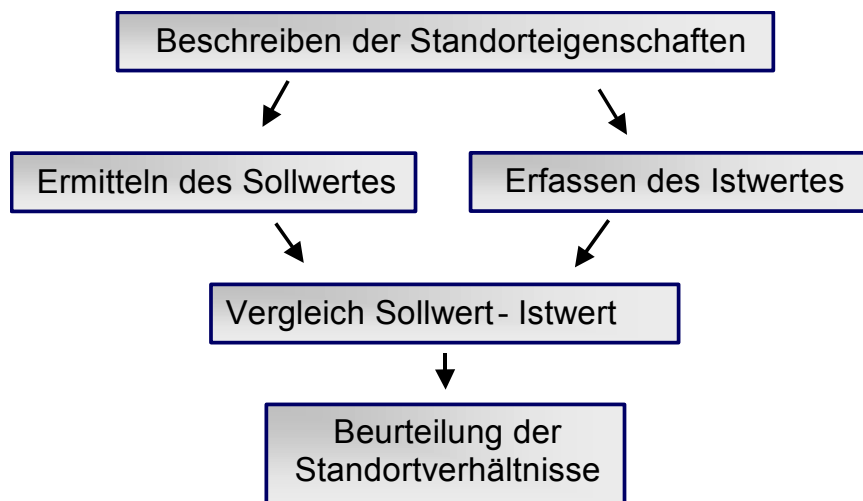 Beschreiben der Standorteigenschaften
Ermitteln des Sollwertes
Erfassen des Istwertes
Vergleich Sollwert - Istwert
Beurteilung der
Standortverhältnisse